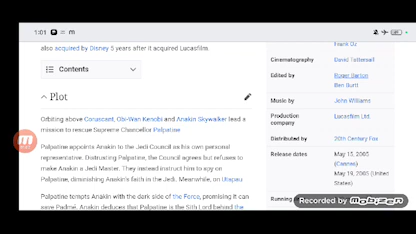 1:01
also acquired by Disney 5 years after it acquired Lucasfilm.
Contents
Plot
Orbiting above Coruscant, Obi-Wan Kenobi and Anakin Skywalker lead a
mission to rescue Supreme Chancellor Palpatine
Palpatine appoints Anakin to the Jedi Council as his own personal
representative. Distrusting Palpatine, the Council agrees but refuses to
make Anakin a Jedi Master. They instead instruct him to spy on
Palpatine, diminishing Anakin's faith in the Jedi. Meanwhile, on Utapau
Palpatine tempts Anakin with the dark side of the Force, promising it can
save Padmé. Anakin deduces that Palpatine is the Sith Lord behind the
Frank Oz
Cinematography David Tattersall
Edited by Roger Barton
Ben Burtt
Music by John Williams
Production Lucasfilm Ltd.
company
Distributed by 20th Century Fox
Release dates May 15, 2005
(Cannes)
May 19, 2005 (United
States)
Running
Recorded by mobizen